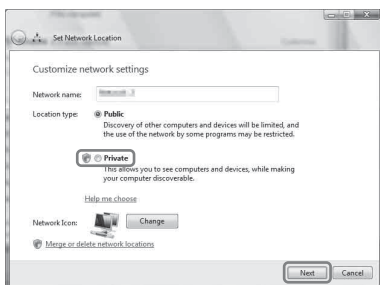 Set Network Location
Customize network settings
Network name:
Location type:
Public
Discovery of other computers and devices will be limited, and
the use of the network by some programs may be restricted.
Private
This allows you to see computers and devices, while making
your computer discoverable.
Help me choose
Network Icon:
Change
Merge or delete network locations
Next
Cancel